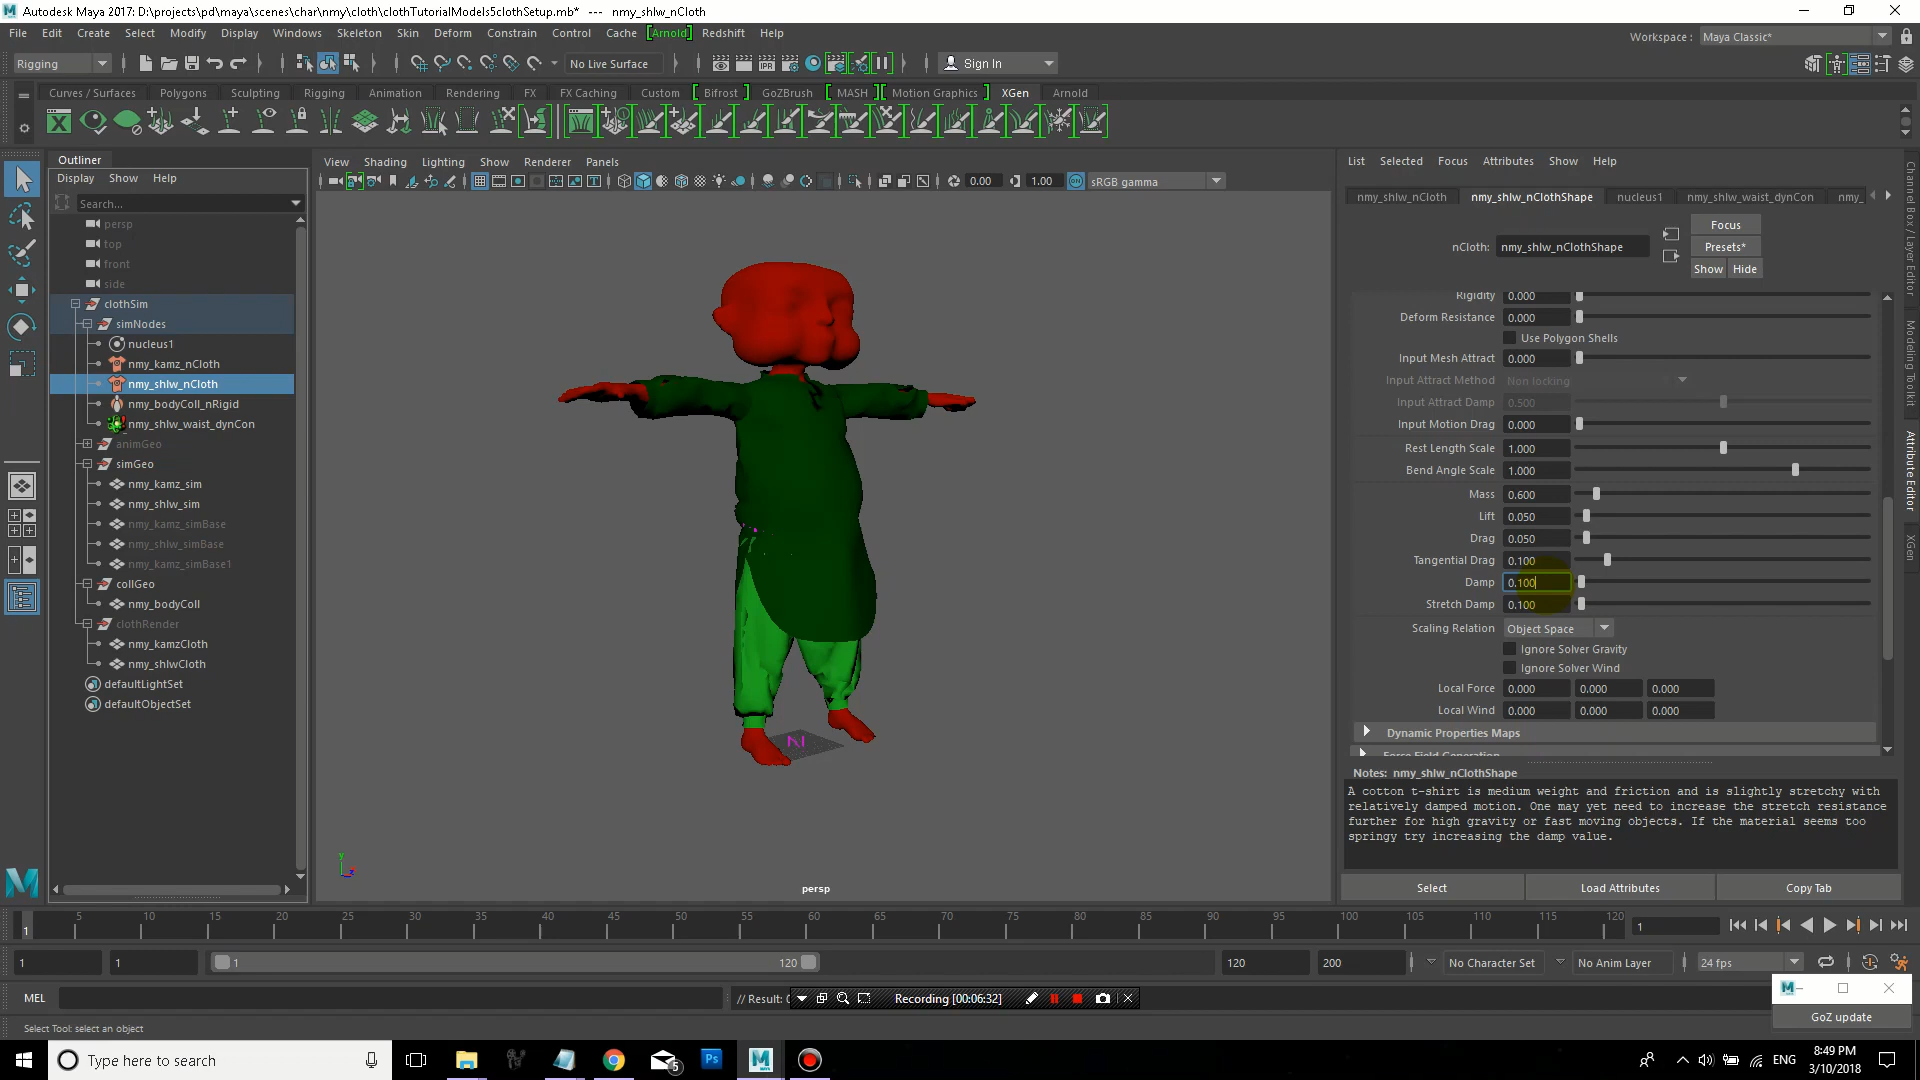 Autodesk Maya 2017: D:\projects\pd\maya\scenes\char\nmy\cloth\clothTutorialModels5clothSetup.mb* --- nmy_shlw_nCloth
File Edit Create Select Modify Display Windows Skeleton Skin Deform Constrain Control Cache Arnold Redshift Help
Workspace : Maya Classic*
Rigging No Live Surface Sign In
Curves / Surfaces Polygons Sculpting Rigging Animation Rendering FX FX Caching Custom Bifrost GoZBrush MASH Motion Graphics XGen Arnold
Outliner
Display Show Help
Search...
persp
top
front
side
clothSim
simNodes
nucleus1
nmy_kamz_nCloth
nmy_shlw_nCloth
nmy_bodyColl_nRigid
nmy_shlw_waist_dynCon
animGeo
simGeo
nmy_kamz_sim
nmy_shlw_sim
nmy_kamz_simBase
nmy_shlw_simBase
nmy_kamz_simBase1
collGeo
nmy_bodyColl
clothRender
nmy_kamzCloth
nmy_shlwCloth
defaultLightSet
defaultObjectSet
View Shading Lighting Show Renderer Panels
0.00 1.00 sRGB gamma
persp
List Selected Focus Attributes Show Help
nmy_shlw_nCloth nmy_shlw_nClothShape nucleus1 nmy_shlw_waist_dynCon nmy_
Focus
nCloth: nmy_shlw_nClothShape Presets*
Show Hide
Rigidity 0.000
Deform Resistance 0.000
Use Polygon Shells
Input Mesh Attract 0.000
Input Attract Method Non locking
Input Attract Damp 0.500
Input Motion Drag 0.000
Rest Length Scale 1.000
Bend Angle Scale 1.000
Mass 0.600
Lift 0.050
Drag 0.050
Tangential Drag 0.100
Damp 0.100
Stretch Damp 0.100
Scaling Relation Object Space
Ignore Solver Gravity
Ignore Solver Wind
Local Force 0.000 0.000 0.000
Local Wind 0.000 0.000 0.000
Dynamic Properties Maps
Force Field Generation
Notes: nmy_shlw_nClothShape
A cotton t-shirt is medium weight and friction and is slightly stretchy with
relatively damped motion. One may yet need to increase the stretch resistance
further for high gravity or fast moving objects. If the material seems too
springy try increasing the damp value.
Select Load Attributes Copy Tab
Channel Box / Layer Editor
Modeling Toolkit
Attribute Editor
XGen
1 5 10 15 20 25 30 35 40 45 50 55 60 65 70 75 80 85 90 95 100 105 110 115 120 1
1 1 1 120 120 200 No Character Set No Anim Layer 24 fps
MEL // Result: Recording [00:06:32]
GoZ update
Select Tool: select an object
Type here to search 5 Ps ENG 8:49 PM
3/10/2018